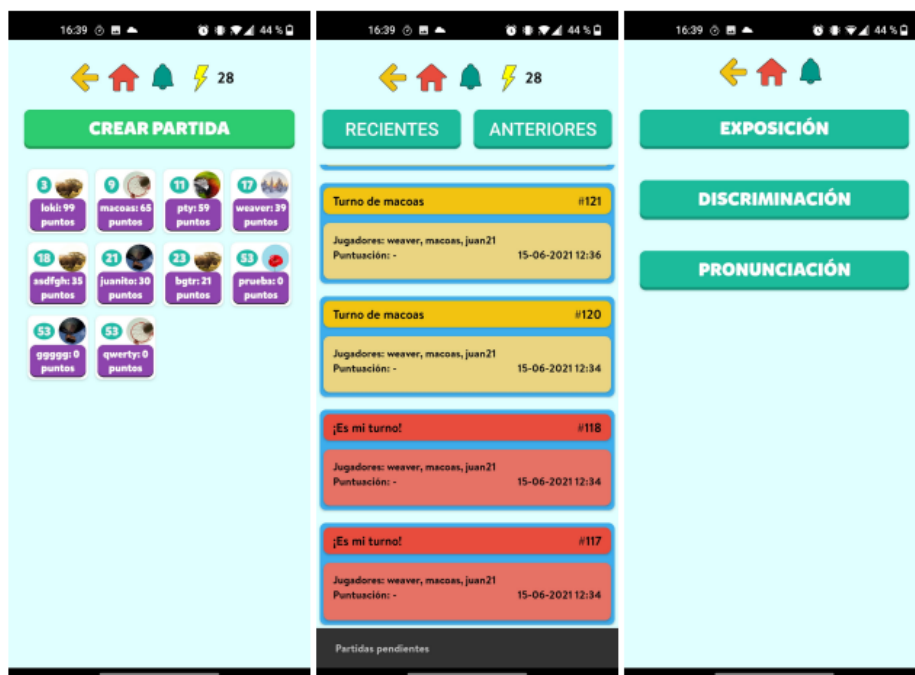 16:39 44 %
28
CREAR PARTIDA
3
loki: 99
puntos
9
macoas: 65
puntos
11
pty: 59
puntos
17
weaver: 39
puntos
18
asdfgh: 35
puntos
21
juanito: 30
puntos
23
bgtr: 21
puntos
53
prueba: 0
puntos
53
ggggg: 0
puntos
53
qwerty: 0
puntos
16:39 44 %
28
RECIENTES ANTERIORES
Turno de macoas #121
Jugadores: weaver, macoas, juan21
Puntuación: - 15-06-2021 12:36
Turno de macoas #120
Jugadores: weaver, macoas, juan21
Puntuación: - 15-06-2021 12:34
¡Es mi turno! #118
Jugadores: weaver, macoas, juan21
Puntuación: - 15-06-2021 12:34
¡Es mi turno! #117
Jugadores: weaver, macoas, juan21
Puntuación: - 15-06-2021 12:34
Partidas pendientes
16:39 44 %
EXPOSICIÓN
DISCRIMINACIÓN
PRONUNCIACIÓN